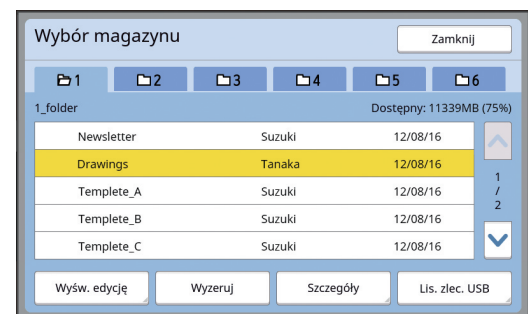 Wybór magazynu
Zamknij
1 2 3 4 5 6
1_folder Dostępny: 11339MB (75%)
Newsletter Suzuki 12/08/16
Drawings Tanaka 12/08/16
Templete_A Suzuki 12/08/16
Templete_B Suzuki 12/08/16
Templete_C Suzuki 12/08/16
1
/
2
Wyśw. edycję Wyzeruj Szczegóły Lis. zlec. USB